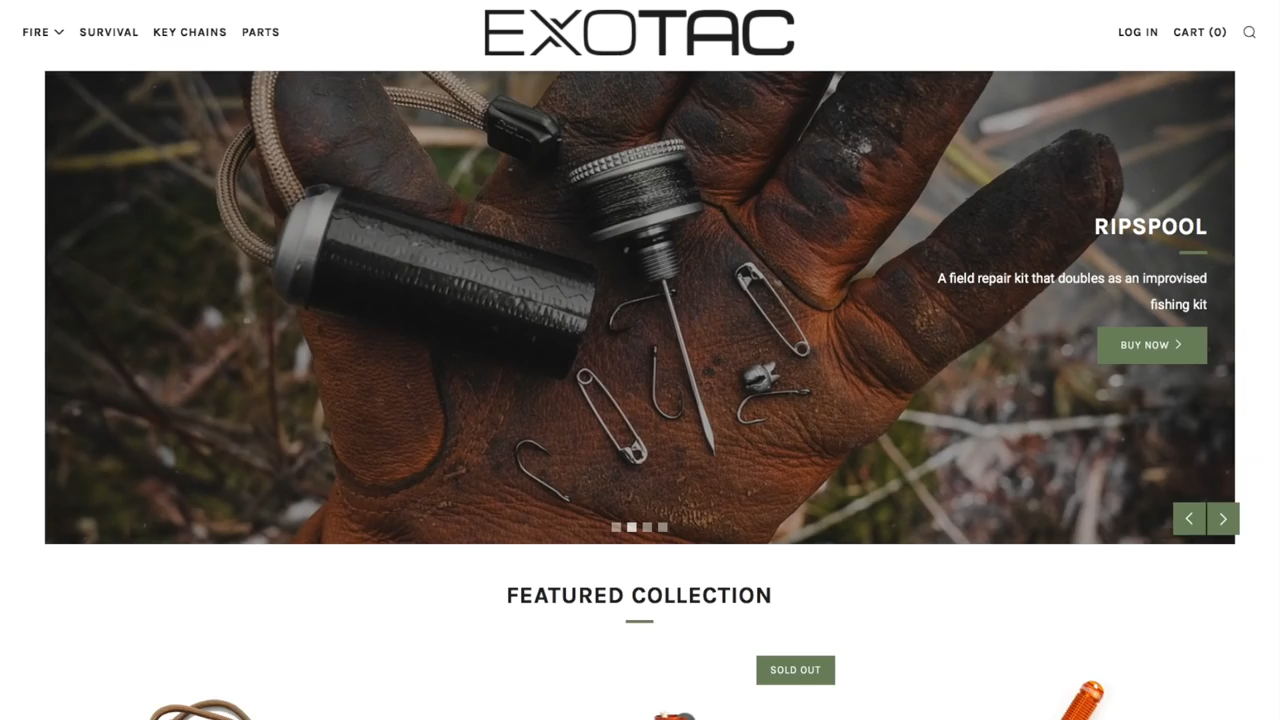 FIRE
SURVIVAL
KEY CHAINS
PARTS
EXOTAC
LOG IN
CART (0)
RIPSPOOL
A field repair kit that doubles as an improvised
fishing kit
BUY NOW
FEATURED COLLECTION
SOLD OUT